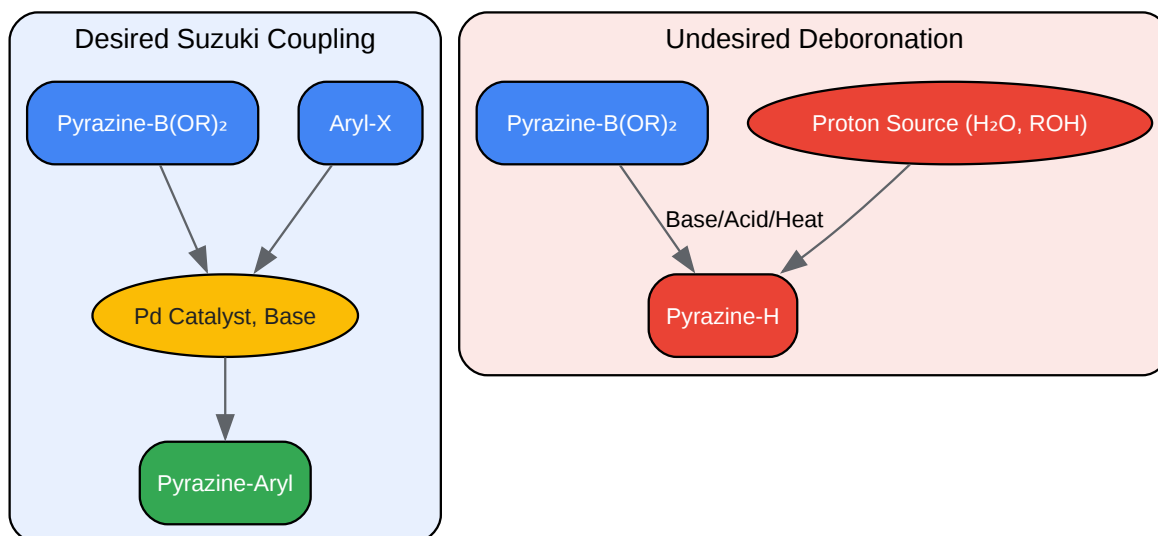 Desired Suzuki Coupling
Pyrazine-B(OR)₂
Aryl-X
Pd Catalyst, Base
Pyrazine-Aryl
Undesired Deboronation
Pyrazine-B(OR)₂
Proton Source (H₂O, ROH)
Base/Acid/Heat
Pyrazine-H